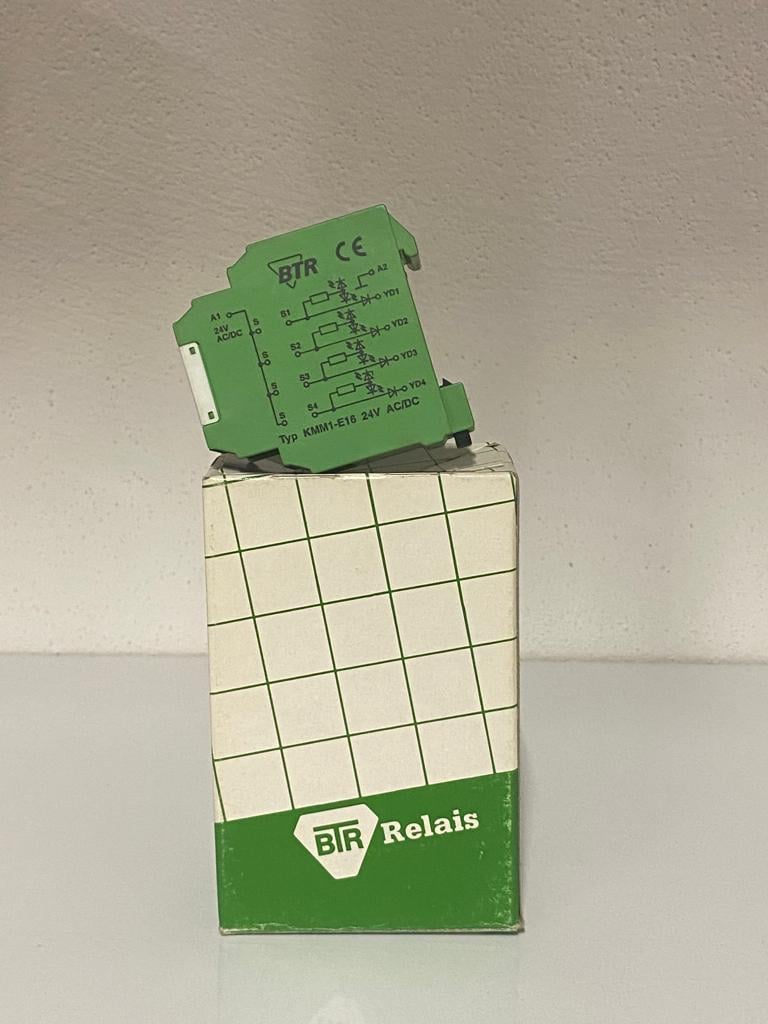 BTR CE
A2
A1
24V
AC/DC
S
S
S
S
S1
YD1
S2
YD2
S3
YD3
S4
YD4
Typ KMM1-E16 24V AC/DC
BTR Relais